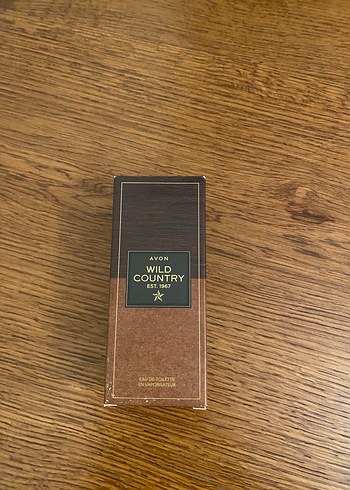 AVON
WILD
COUNTRY
EST. 1967
EAU DE TOILETTE
EN VAPORISATEUR